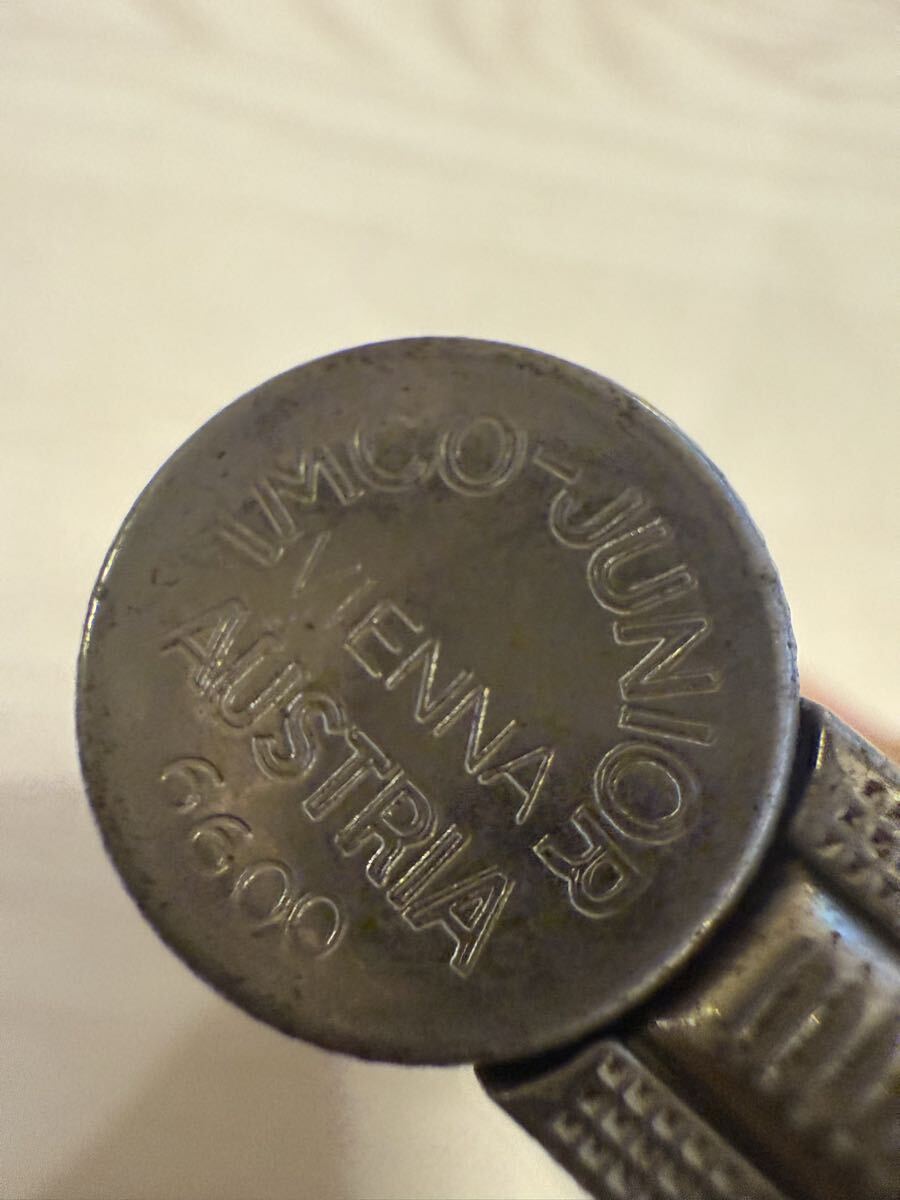 IMCO-JUNIOR
VIENNA
AUSTRIA
6600